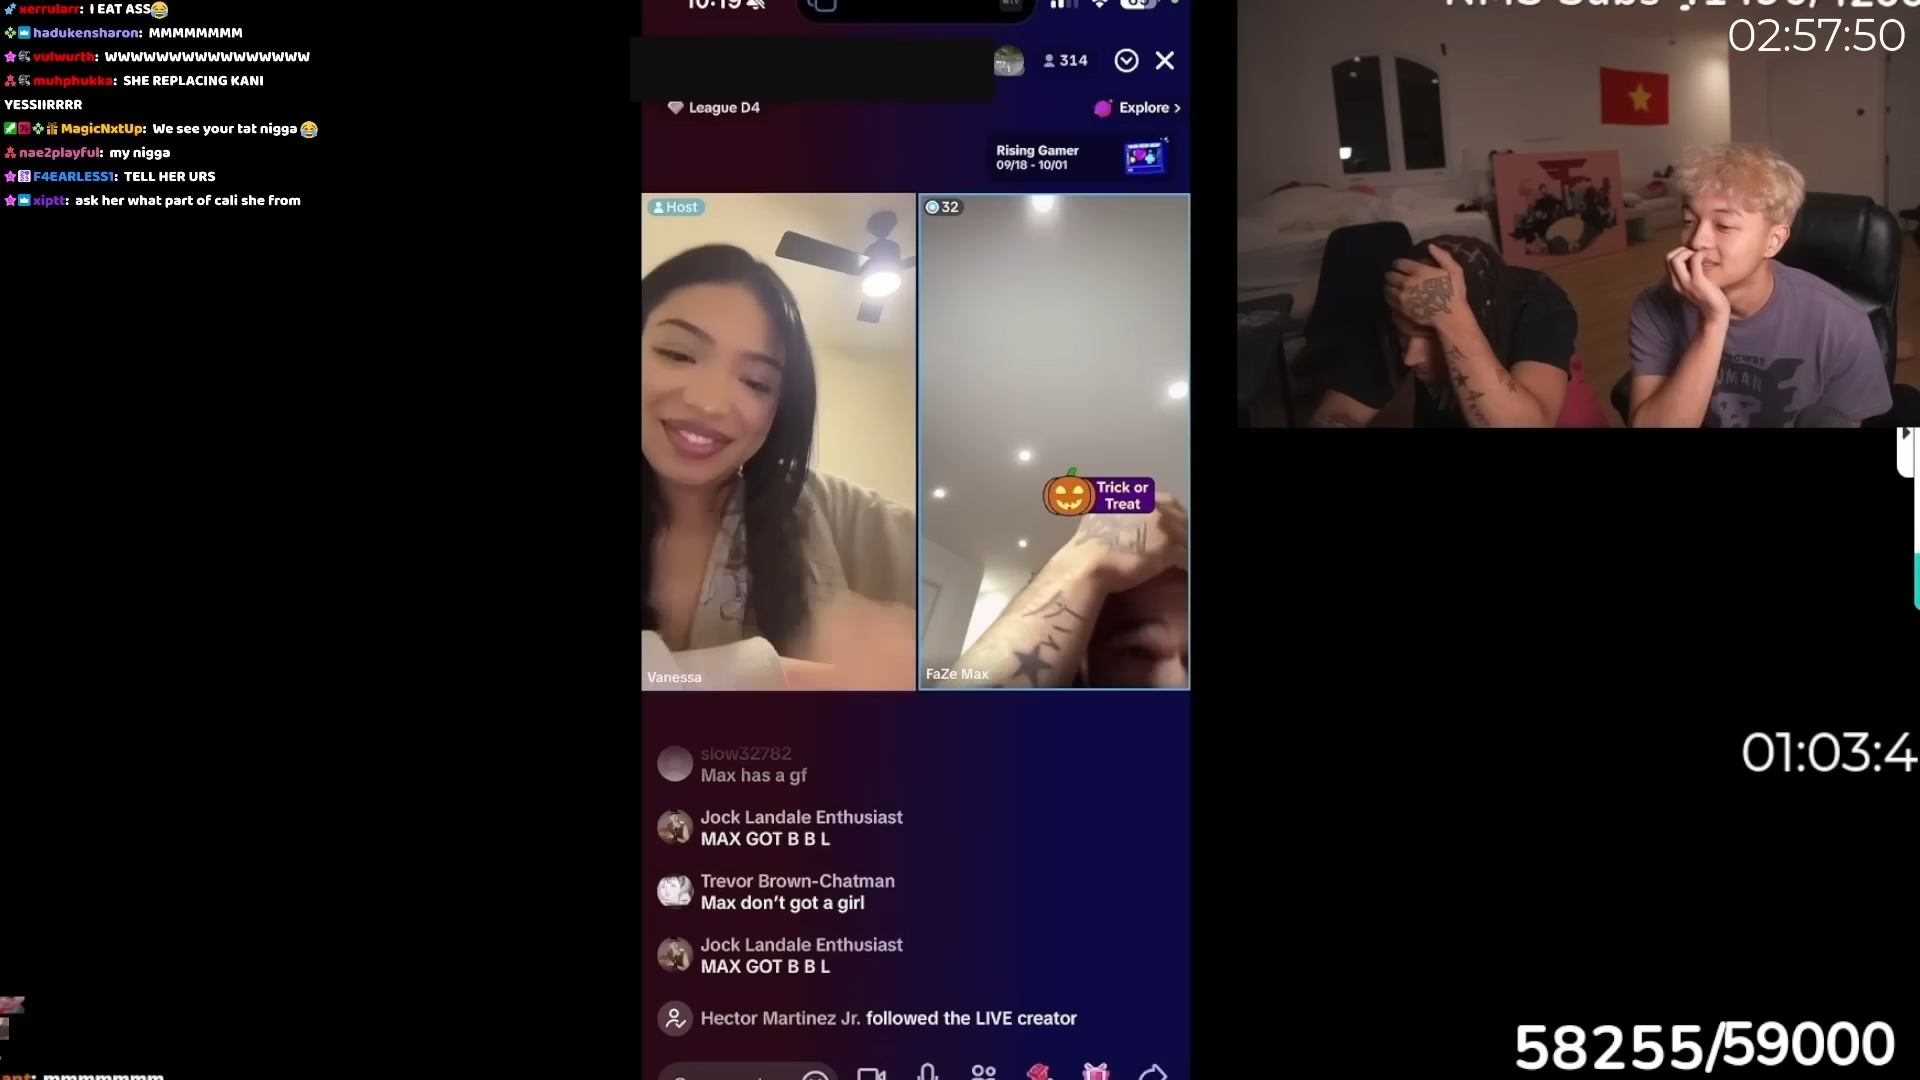 xerrularr: I EAT ASS😂
hadukensharon: MMMMMMMM
vulwurth: WWWWWWWWWWWWWWWW
muhphukka: SHE REPLACING KANI
YESSIIRRRR
MagicNxtUp: We see your tat nigga 😂
nae2playful: my nigga
F4EARLESS1: TELL HER URS
xiptt: ask her what part of cali she from
10:19
314
League D4
Explore >
Rising Gamer
09/18 - 10/01
Host
32
Trick or
Treat
Vanessa
FaZe Max
slow32782
Max has a gf
Jock Landale Enthusiast
MAX GOT B B L
Trevor Brown-Chatman
Max don't got a girl
Jock Landale Enthusiast
MAX GOT B B L
Hector Martinez Jr. followed the LIVE creator
02:57:50
HUMAN
01:03:4
58255/59000